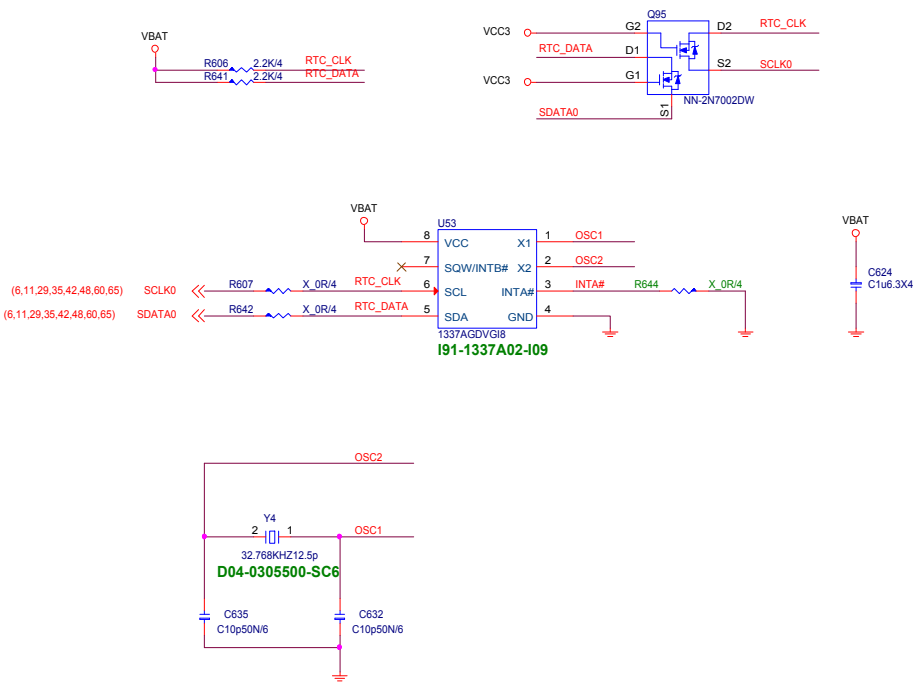 VBAT
R606 2.2K/4 RTC_CLK
R641 2.2K/4 RTC_DATA
Q95
VCC3 G2 D2 RTC_CLK
RTC_DATA D1
S2 SCLK0
VCC3 G1
NN-2N7002DW
SDATA0 S1
VBAT
U53
8 VCC X1 1 OSC1
7 SQW/INTB# X2 2 OSC2
(6,11,29,35,42,48,60,65) SCLK0 R607 X_0R/4 RTC_CLK 6 SCL INTA# 3 INTA# R644 X_0R/4
(6,11,29,35,42,48,60,65) SDATA0 R642 X_0R/4 RTC_DATA 5 SDA GND 4
1337AGDVGI8
I91-1337A02-I09
VBAT
C624
C1u6.3X4
OSC2
Y4
2 1 OSC1
32.768KHZ12.5p
D04-0305500-SC6
C635 C632
C10p50N/6 C10p50N/6